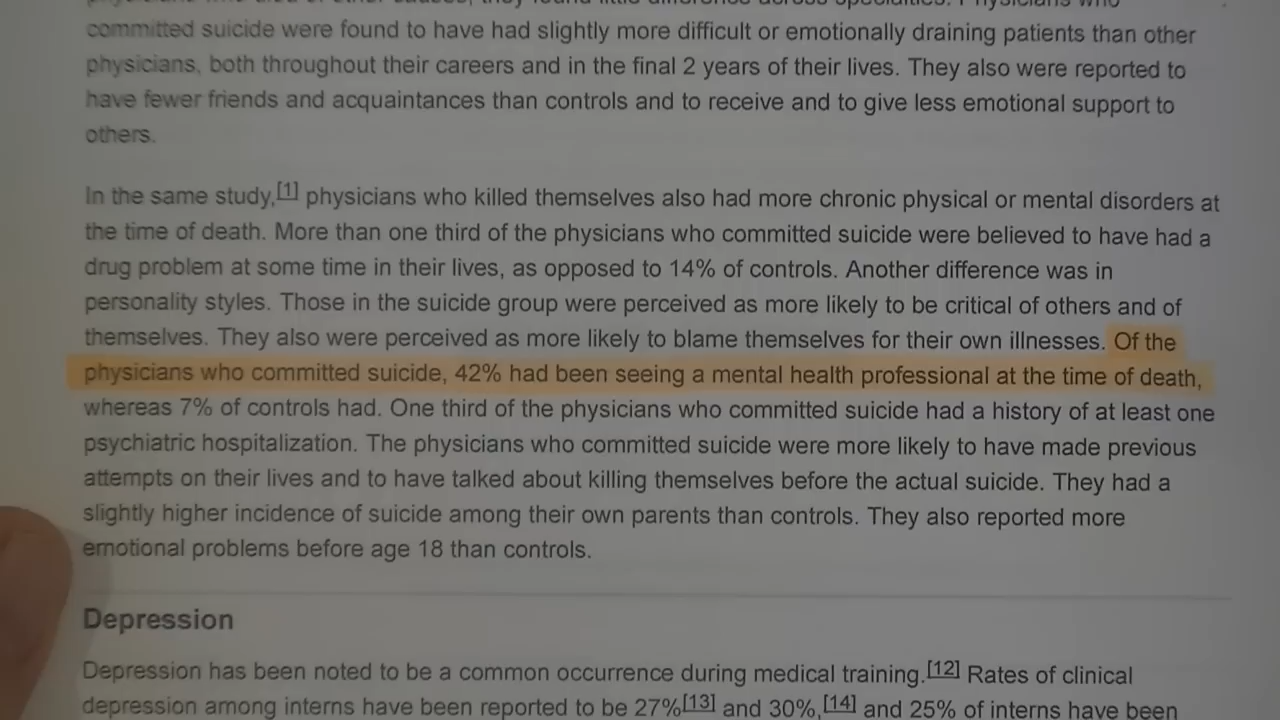 committed suicide were found to have had slightly more difficult or emotionally draining patients than other
physicians, both throughout their careers and in the final 2 years of their lives. They also were reported to
have fewer friends and acquaintances than controls and to receive and to give less emotional support to
others.
In the same study,[1] physicians who killed themselves also had more chronic physical or mental disorders at
the time of death. More than one third of the physicians who committed suicide were believed to have had a
drug problem at some time in their lives, as opposed to 14% of controls. Another difference was in
personality styles. Those in the suicide group were perceived as more likely to be critical of others and of
themselves. They also were perceived as more likely to blame themselves for their own illnesses. Of the
physicians who committed suicide, 42% had been seeing a mental health professional at the time of death,
whereas 7% of controls had. One third of the physicians who committed suicide had a history of at least one
psychiatric hospitalization. The physicians who committed suicide were more likely to have made previous
attempts on their lives and to have talked about killing themselves before the actual suicide. They had a
slightly higher incidence of suicide among their own parents than controls. They also reported more
emotional problems before age 18 than controls.
Depression
Depression has been noted to be a common occurrence during medical training.[12] Rates of clinical
depression among interns have been reported to be 27%[13] and 30%,[14] and 25% of interns have been